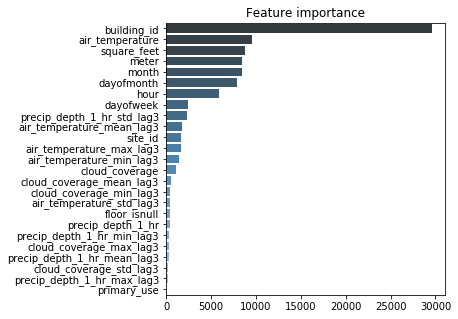 Feature importance
building_id
air_temperature
square_feet
meter
month
dayofmonth
hour
dayofweek
precip_depth_1_hr_std_lag3
air_temperature_mean_lag3
site_id
air_temperature_max_lag3
air_temperature_min_lag3
cloud_coverage
cloud_coverage_mean_lag3
cloud_coverage_min_lag3
air_temperature_std_lag3
floor_isnull
precip_depth_1_hr
precip_depth_1_hr_min_lag3
cloud_coverage_max_lag3
precip_depth_1_hr_mean_lag3
cloud_coverage_std_lag3
precip_depth_1_hr_max_lag3
primary_use
0 5000 10000 15000 20000 25000 30000